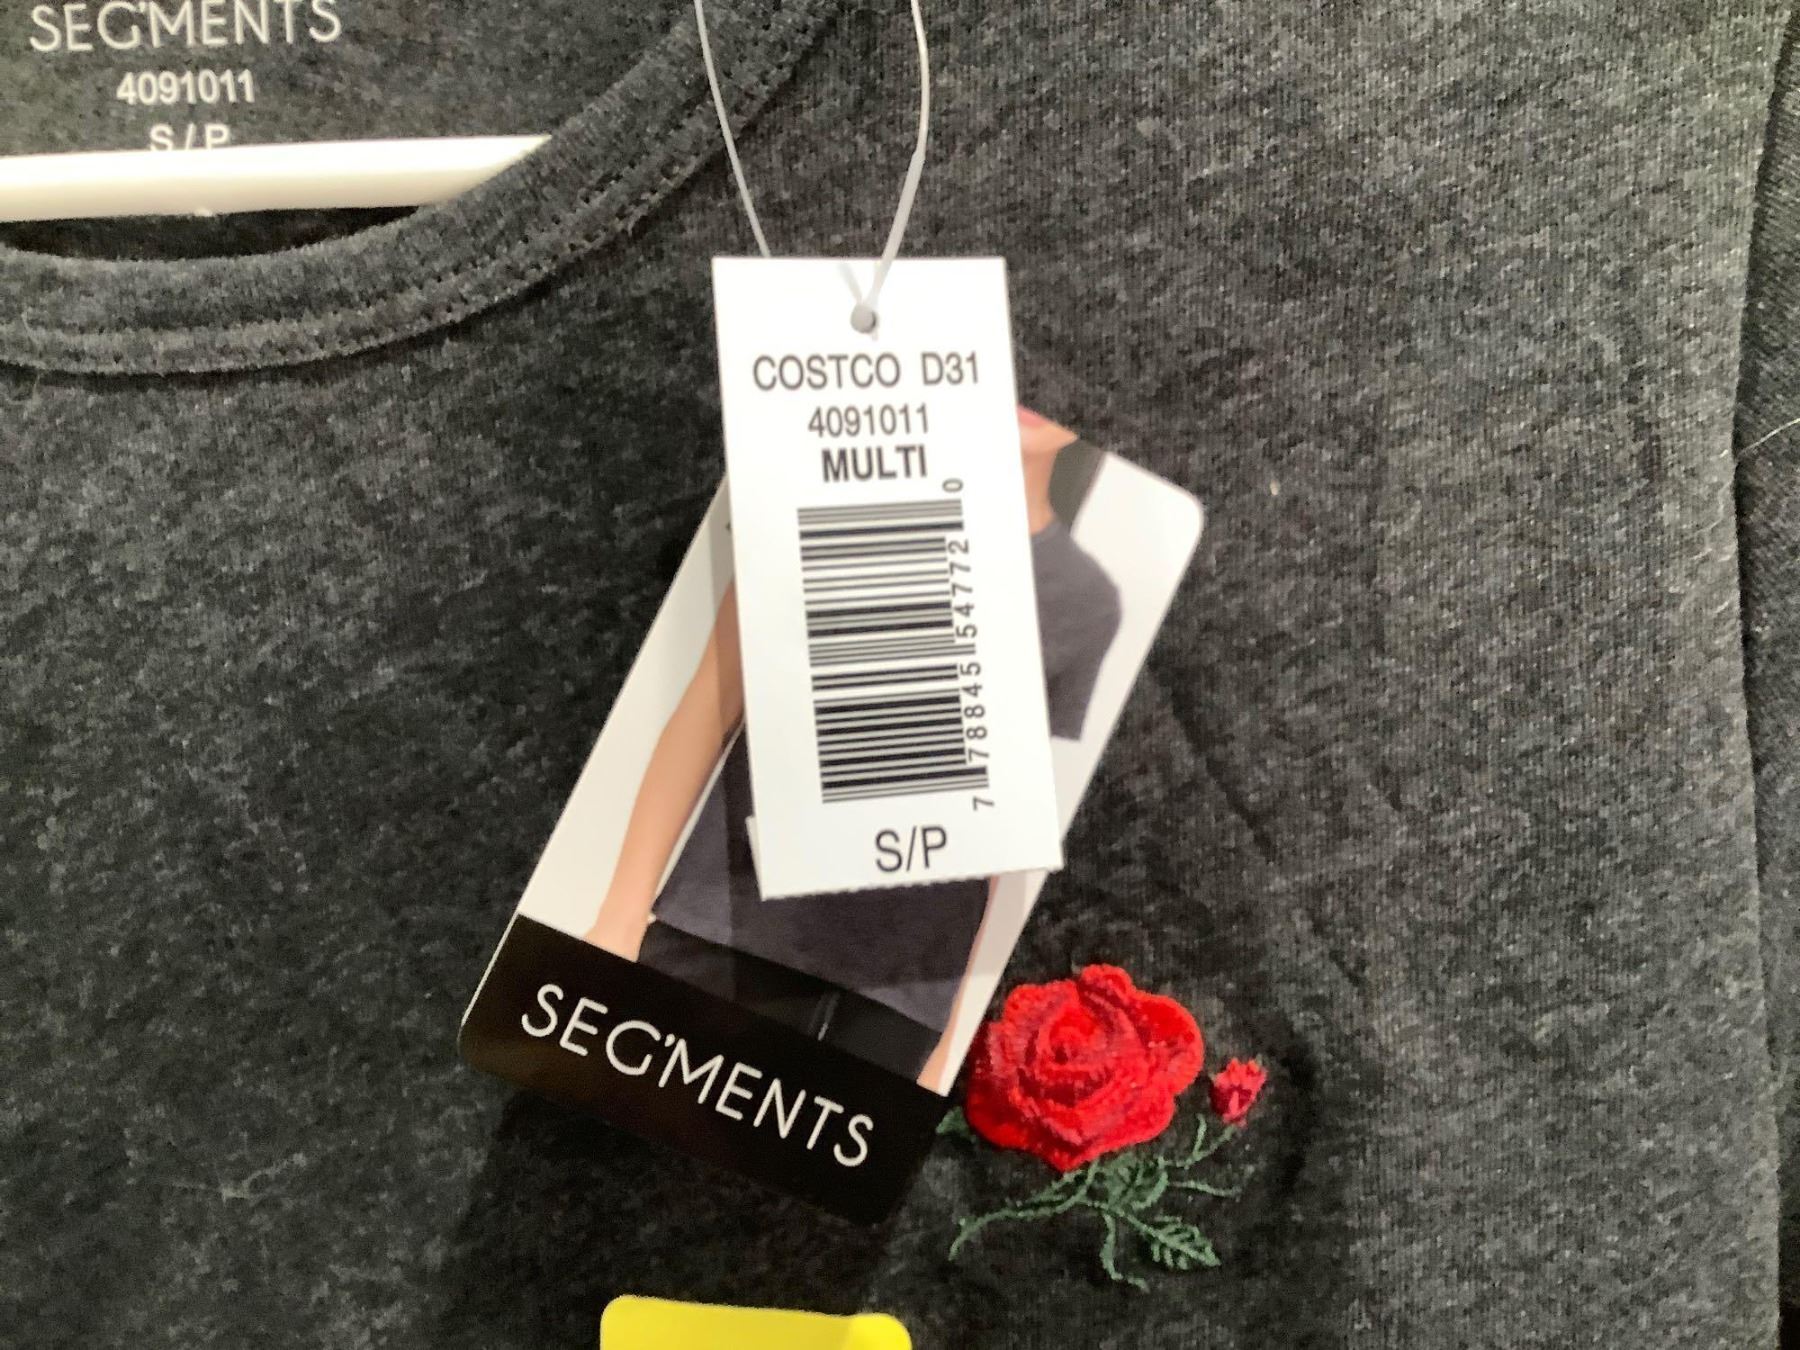 SEG'MENTS
4091011
S/P
COSTCO D31
4091011
MULTI
7 78845 54772 0
S/P
SEG'MENTS